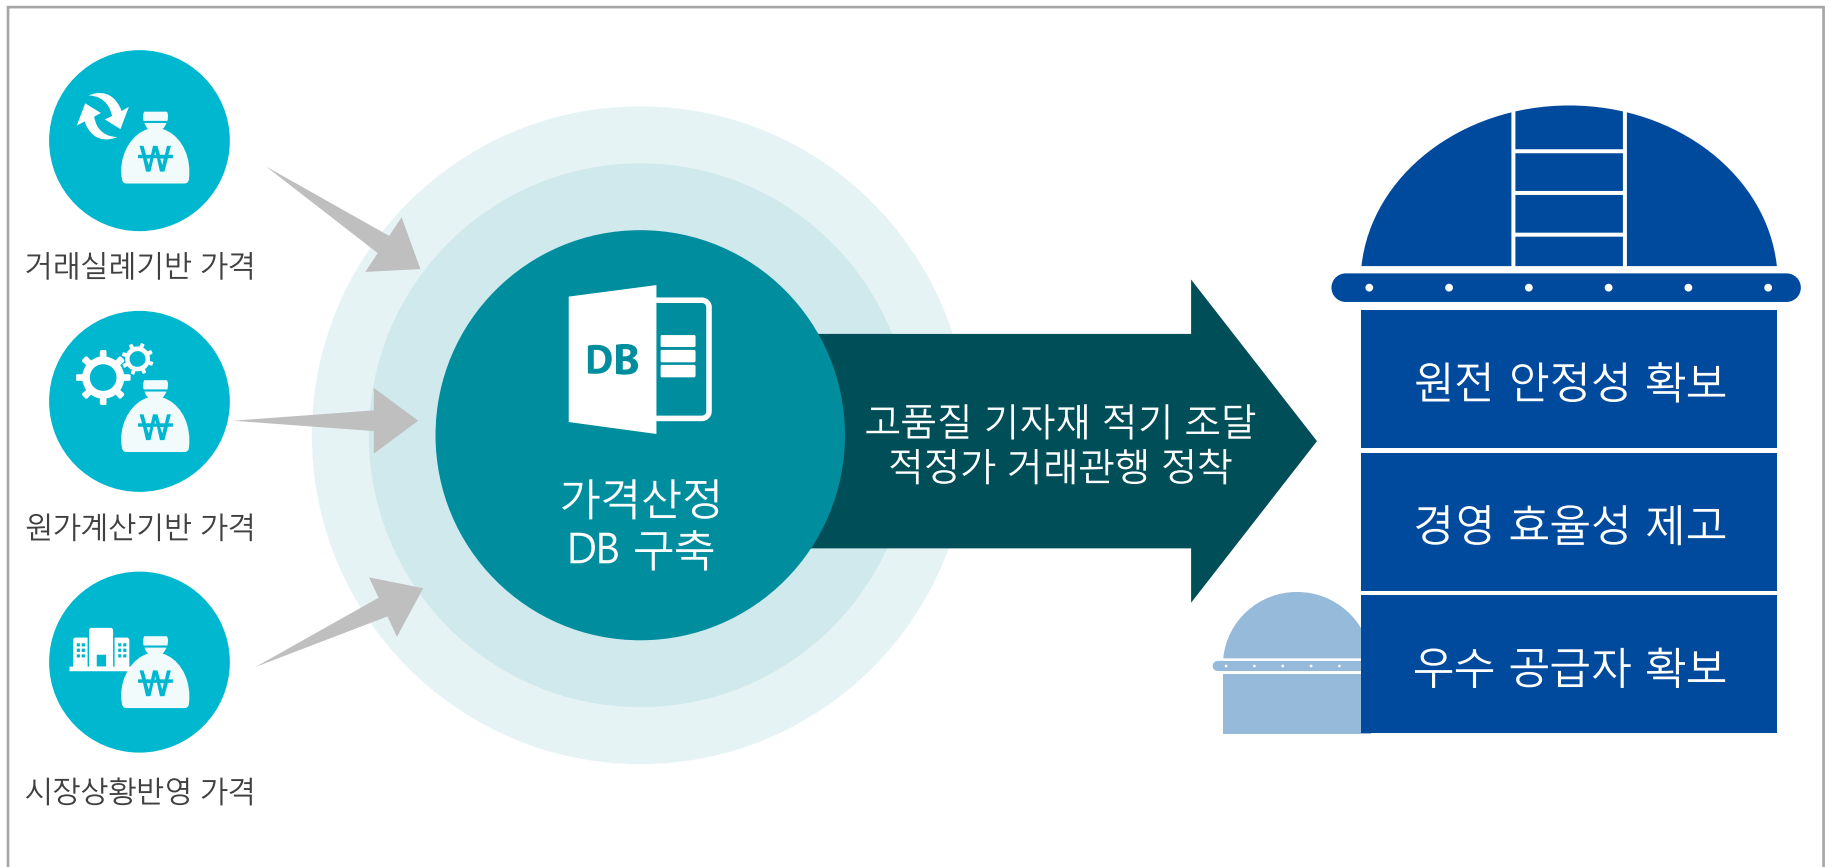 거래실례기반 가격
원가계산기반 가격
시장상황반영 가격
DB
가격산정
DB 구축
고품질 기자재 적기 조달
적정가 거래관행 정착
원전 안정성 확보
경영 효율성 제고
우수 공급자 확보